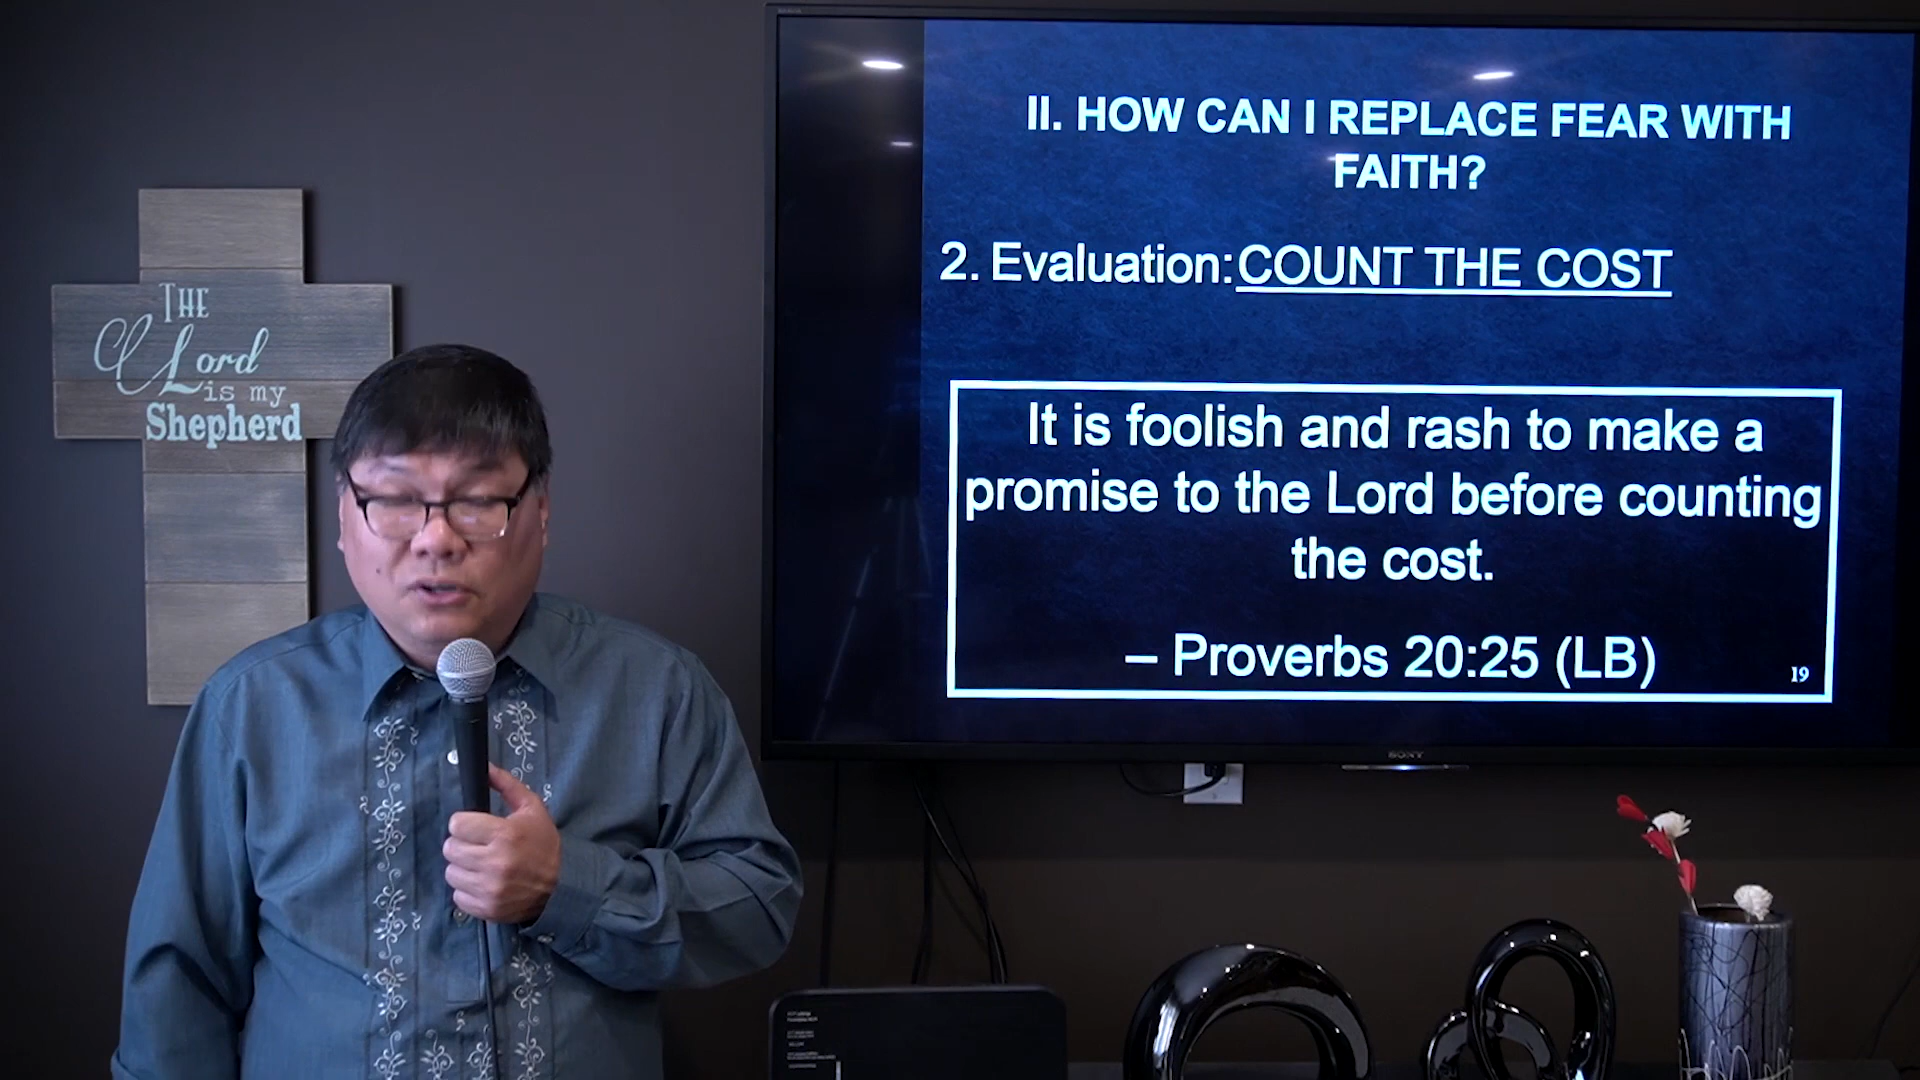 THE
Lord
is my
Shepherd
II. HOW CAN I REPLACE FEAR WITH
FAITH?
2. Evaluation:COUNT THE COST
It is foolish and rash to make a
promise to the Lord before counting
the cost.
– Proverbs 20:25 (LB)
19
SONY